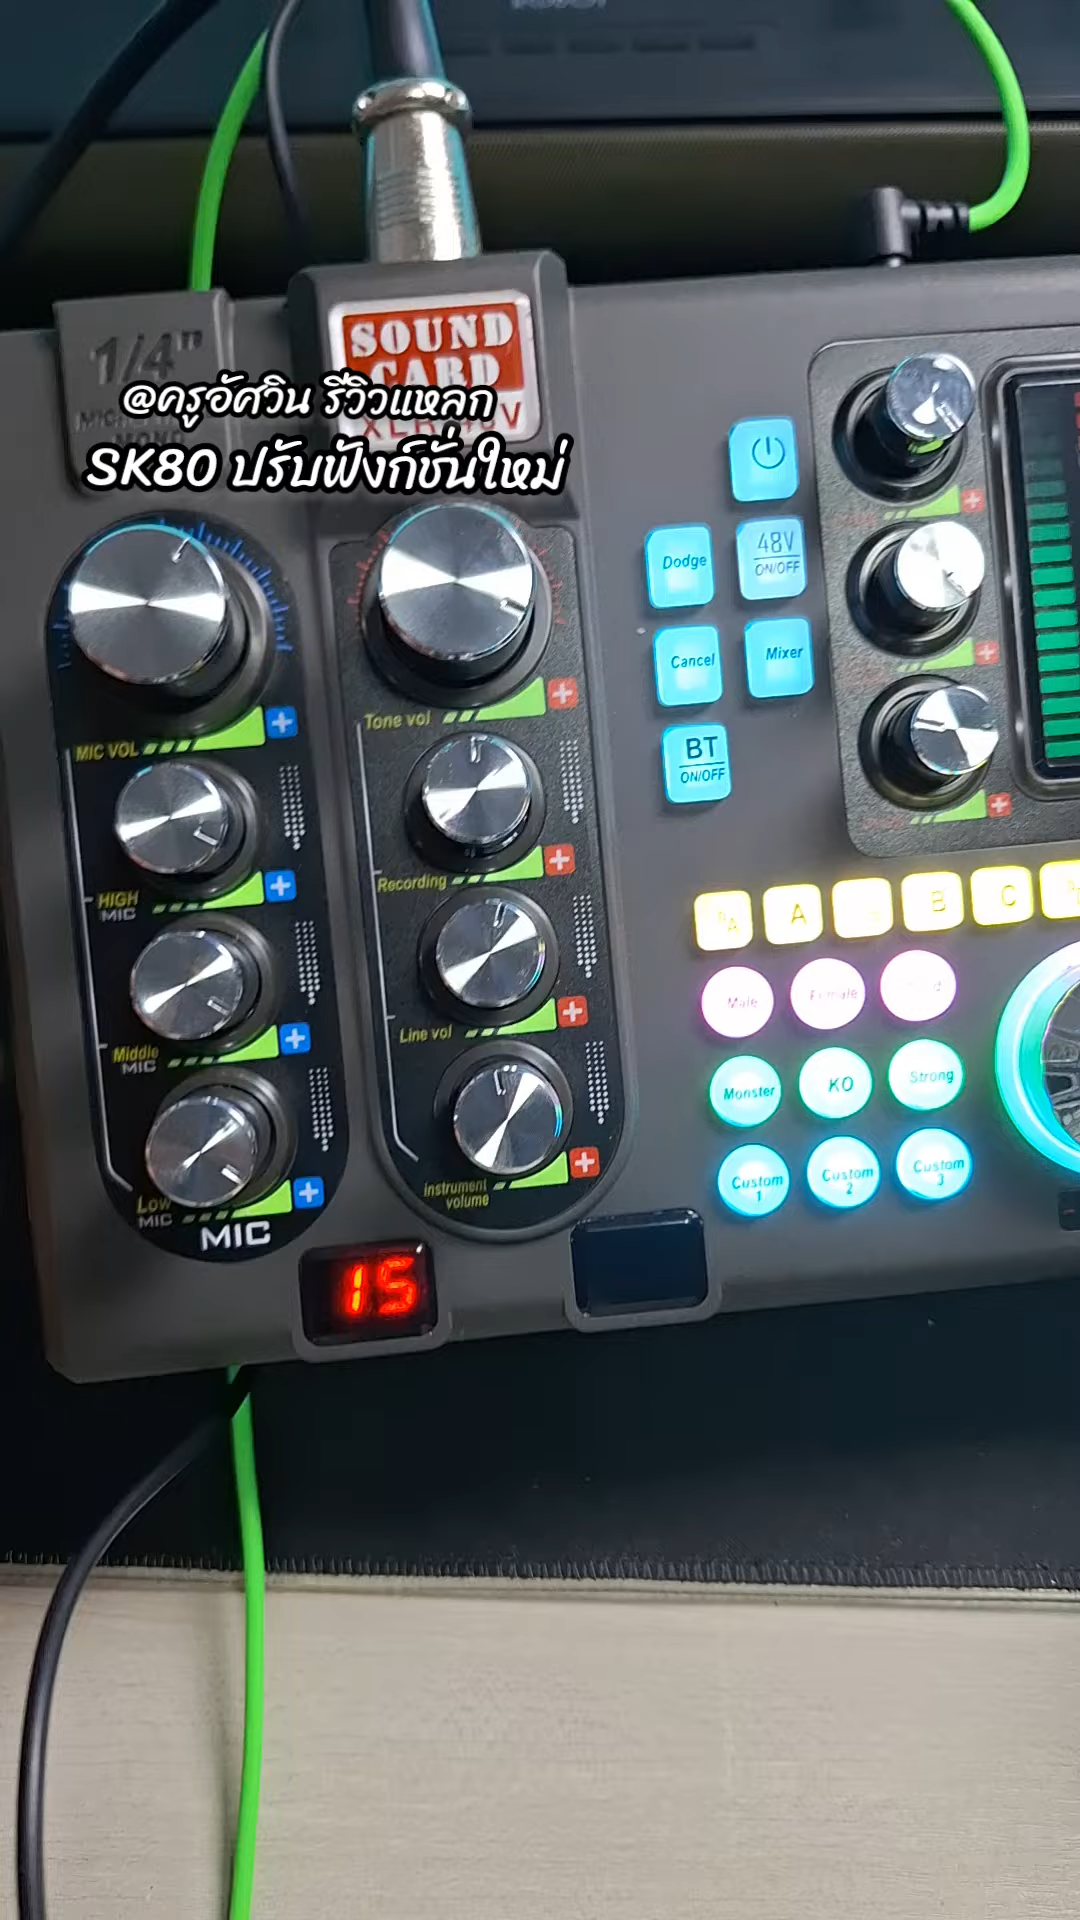 1/4"
SOUND
CARD
@ครูอัศวิน รีวิวแหลก
SK80 ปรับฟังก์ชั่นใหม่
48V
ON/OFF
Dodge
Cancel
Mixer
BT
ON/OFF
MIC VOL
Tone vol
HIGH
MIC
Recording
Middle
MIC
Line vol
Low
MIC
instrument
volume
MIC
15
A
B
C
Male
Female
Monster
KO
Strong
Custom
1
Custom
2
Custom
3